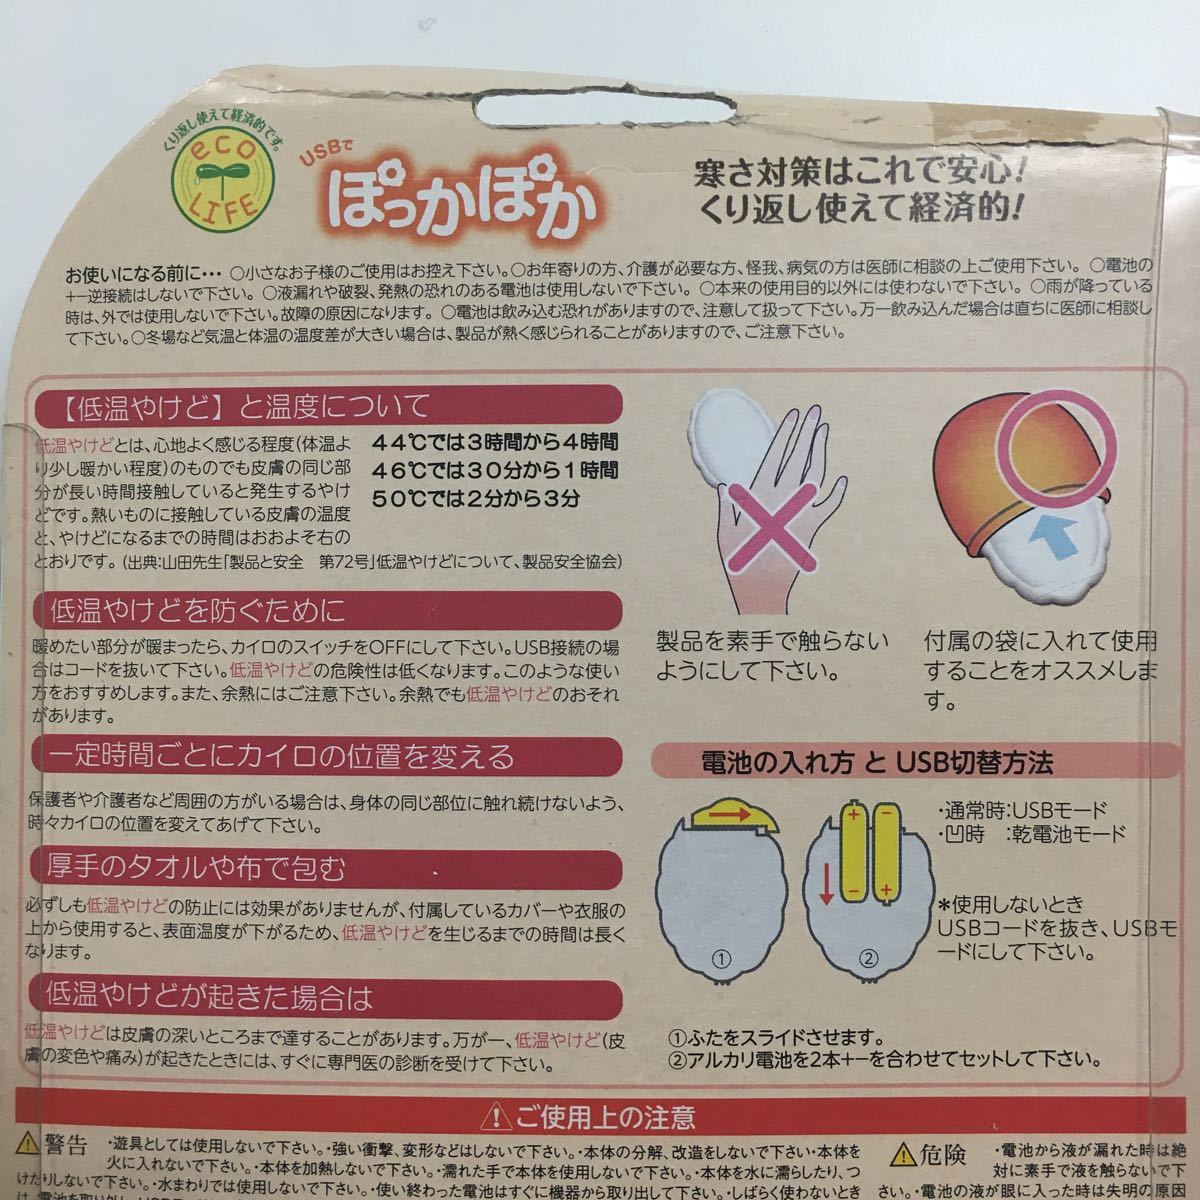 くり返し使えて経済的です。
eco
LIFE
USBで
ぽっかぽか
寒さ対策はこれで安心!
くり返し使えて経済的!
お使いになる前に… ○小さなお子様のご使用はお控え下さい。○お年寄りの方、介護が必要な方、怪我、病気の方は医師に相談の上ご使用下さい。 ○電池の
+−逆接続はしないで下さい。 ○液漏れや破裂、発熱の恐れのある電池は使用しないで下さい。 ○本来の使用目的以外には使わないで下さい。 ○雨が降っている
時は、外では使用しないで下さい。故障の原因になります。 ○電池は飲み込む恐れがありますので、注意して扱って下さい。万一飲み込んだ場合は直ちに医師に相談し
て下さい。○冬場など気温と体温の温度差が大きい場合は、製品が熱く感じられることがありますので、ご注意下さい。
【低温やけど】と温度について
低温やけどとは、心地よく感じる程度(体温よ
り少し暖かい程度)のものでも皮膚の同じ部
分が長い時間接触していると発生するやけ
どです。熱いものに接触している皮膚の温度
と、やけどになるまでの時間はおおよそ右の
とおりです。(出典:山田先生「製品と安全　第72号」低温やけどについて、製品安全協会)
44℃では3時間から4時間
46℃では30分から1時間
50℃では2分から3分
低温やけどを防ぐために
暖めたい部分が暖まったら、カイロのスイッチをOFFにして下さい。USB接続の場
合はコードを抜いて下さい。低温やけどの危険性は低くなります。このような使い
方をおすすめします。また、余熱にはご注意下さい。余熱でも低温やけどのおそれ
があります。
一定時間ごとにカイロの位置を変える
保護者や介護者など周囲の方がいる場合は、身体の同じ部位に触れ続けないよう、
時々カイロの位置を変えてあげて下さい。
厚手のタオルや布で包む
必ずしも低温やけどの防止には効果がありませんが、付属しているカバーや衣服の
上から使用すると、表面温度が下がるため、低温やけどを生じるまでの時間は長く
なります。
低温やけどが起きた場合は
低温やけどは皮膚の深いところまで達することがあります。万が一、低温やけど(皮
膚の変色や痛み)が起きたときには、すぐに専門医の診断を受けて下さい。
製品を素手で触らない
ようにして下さい。
付属の袋に入れて使用
することをオススメしま
す。
電池の入れ方 と USB切替方法
+ −
− +
① ②
・通常時:USBモード
・凹時　:乾電池モード
*使用しないとき
USBコードを抜き、USBモ
ードにして下さい。
①ふたをスライドさせます。
②アルカリ電池を2本+−を合わせてセットして下さい。
ご使用上の注意
警告 ・遊具としては使用しないで下さい。・強い衝撃、変形などはしないで下さい。・本体の分解、改造をしないで下さい・本体を
火に入れないで下さい。・本体を加熱しないで下さい。・濡れた手で本体を使用しないで下さい。・本体を水に濡らしたり、つ
けたりしないで下さい。・水まわりでは使用しないで下さい。・使い終わった電池はすぐに機器から取り出して下さい。・しばらく使わないとき
危険 ・電池から液が漏れた時は絶
対に素手で液を触らないで下
さい。・電池の液が眼に入った時は失明の原因